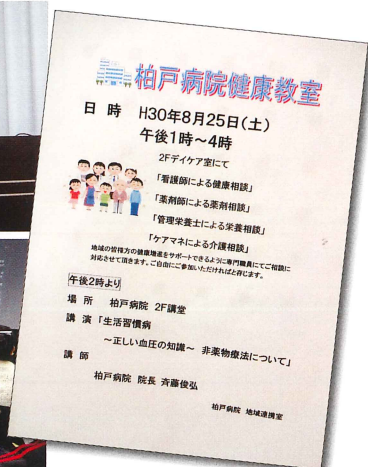 柏戸病院健康教室
日 時 H30年8月25日(土)
午後1時～4時
2Fデイケア室にて
「看護師による健康相談」
「薬剤師による薬剤相談」
「管理栄養士による栄養相談」
「ケアマネによる介護相談」
地域の皆様方の健康増進をサポートできるように専門職員にてご相談に
対応させて頂きます。ご自由にご参加いただければと存じます。
午後2時より
場 所 柏戸病院 2F講堂
講 演 「生活習慣病
～正しい血圧の知識～ 非薬物療法について」
講 師
柏戸病院 院長 斉藤俊弘
柏戸病院 地域連携室